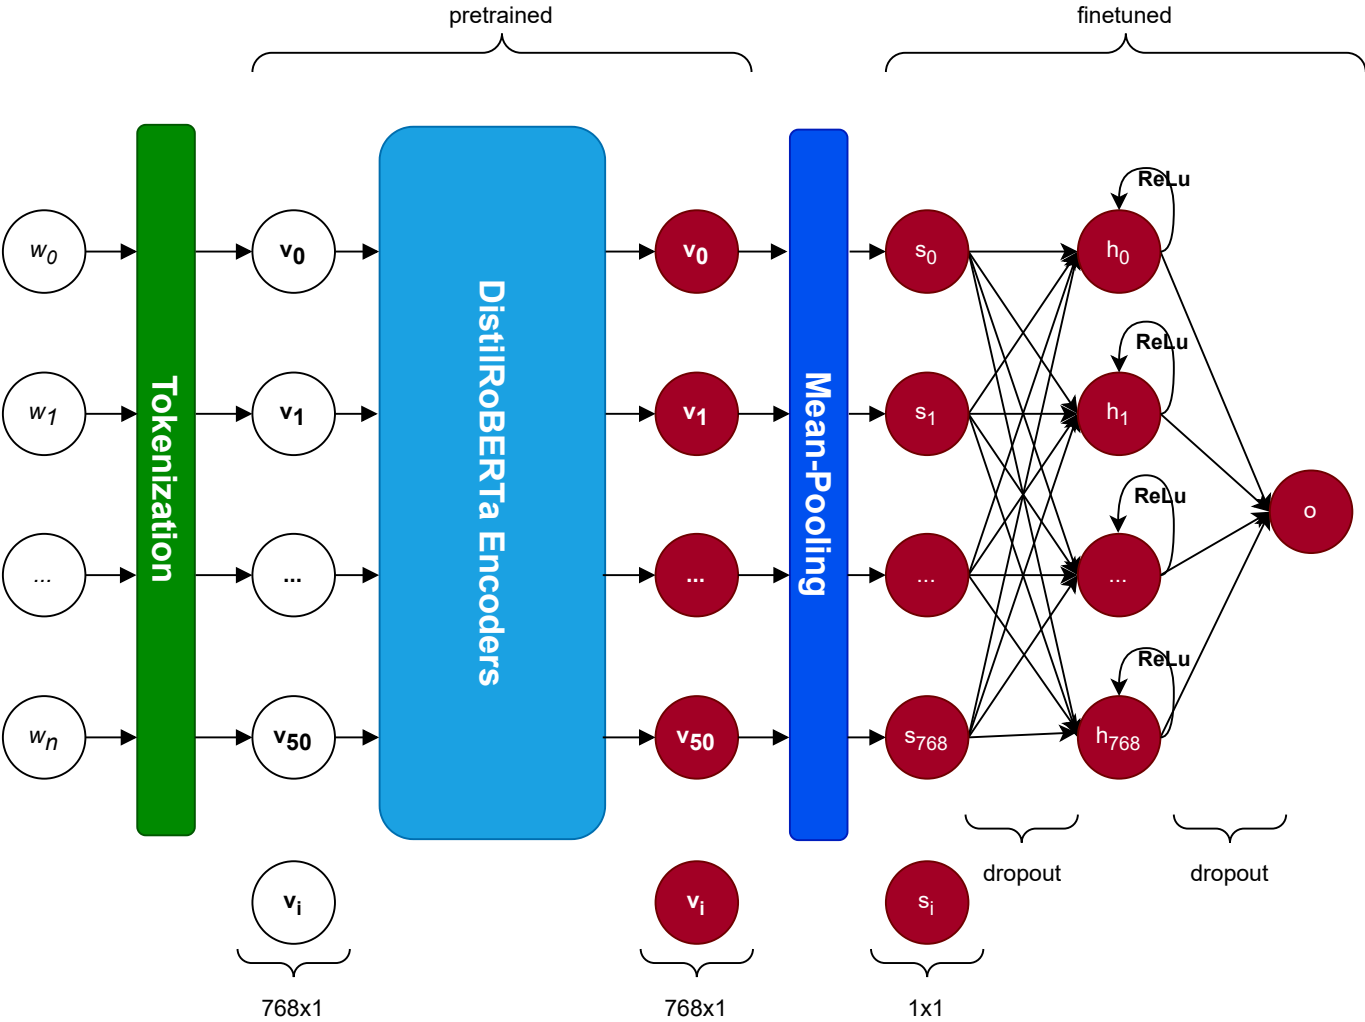 pretrained
finetuned
w0
v0
v0
s0
h0
ReLu
w1
v1
v1
s1
h1
ReLu
...
...
...
...
...
ReLu
wn
v50
v50
s768
h768
ReLu
o
Tokenization
DistilRoBERTa Encoders
Mean-Pooling
dropout
dropout
vi
vi
si
768x1
768x1
1x1